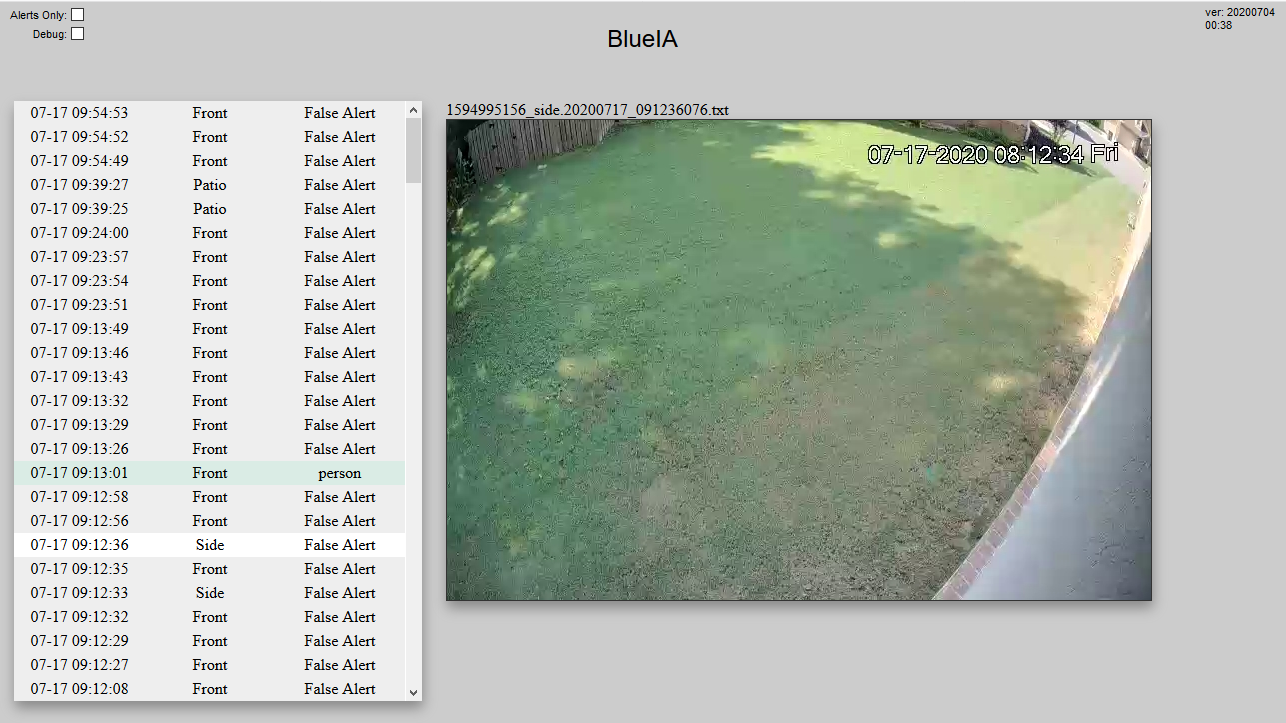 Alerts Only:
Debug:
BlueIA
ver: 20200704
00:38
07-17 09:54:53 Front False Alert
07-17 09:54:52 Front False Alert
07-17 09:54:49 Front False Alert
07-17 09:39:27 Patio False Alert
07-17 09:39:25 Patio False Alert
07-17 09:24:00 Front False Alert
07-17 09:23:57 Front False Alert
07-17 09:23:54 Front False Alert
07-17 09:23:51 Front False Alert
07-17 09:13:49 Front False Alert
07-17 09:13:46 Front False Alert
07-17 09:13:43 Front False Alert
07-17 09:13:32 Front False Alert
07-17 09:13:29 Front False Alert
07-17 09:13:26 Front False Alert
07-17 09:13:01 Front person
07-17 09:12:58 Front False Alert
07-17 09:12:56 Front False Alert
07-17 09:12:36 Side False Alert
07-17 09:12:35 Front False Alert
07-17 09:12:33 Side False Alert
07-17 09:12:32 Front False Alert
07-17 09:12:29 Front False Alert
07-17 09:12:27 Front False Alert
07-17 09:12:08 Front False Alert
1594995156_side.20200717_091236076.txt
07-17-2020 08:12:34 Fri